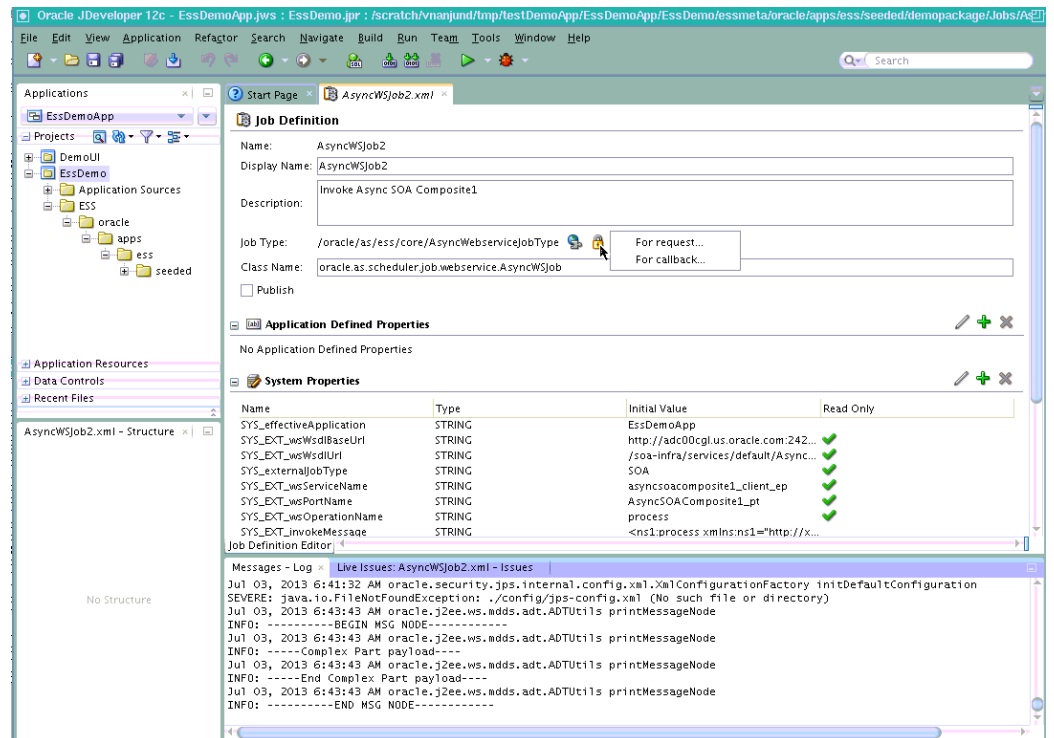 Oracle JDeveloper 12c - EssDemoApp.jws : EssDemo.jpr : /scratch/vnanjund/tmp/testDemoApp/EssDemoApp/EssDemo/essmeta/oracle/apps/ess/seeded/demopackage/Jobs/As
File Edit View Application Refactor Search Navigate Build Run Team Tools Window Help
Search
Applications
Start Page
AsyncWSJob2.xml
EssDemoApp
Job Definition
Projects
DemoUI
EssDemo
Application Sources
ESS
oracle
apps
ess
seeded
Name: AsyncWSJob2
Display Name: AsyncWSJob2
Description: Invoke Async SOA Composite1
Job Type: /oracle/as/ess/core/AsyncWebserviceJobType
For request...
For callback...
Class Name: oracle.as.scheduler.job.webservice.AsyncWSJob
Publish
Application Defined Properties
No Application Defined Properties
Application Resources
Data Controls
Recent Files
System Properties
Name Type Initial Value Read Only
SYS_effectiveApplication STRING EssDemoApp
SYS_EXT_wsWsdlBaseUrl STRING http://adc00cgl.us.oracle.com:242...
SYS_EXT_wsWsdlUrl STRING /soa-infra/services/default/Async...
SYS_externalJobType STRING SOA
SYS_EXT_wsServiceName STRING asyncsoacomposite1_client_ep
SYS_EXT_wsPortName STRING AsyncSOAComposite1_pt
SYS_EXT_wsOperationName STRING process
SYS_EXT_invokeMessage STRING <ns1:process xmlns:ns1="http://x...
Job Definition Editor
AsyncWSJob2.xml - Structure
No Structure
Messages - Log
Live Issues: AsyncWSJob2.xml - Issues
Jul 03, 2013 6:41:32 AM oracle.security.jps.internal.config.xml.XmlConfigurationFactory initDefaultConfiguration
SEVERE: java.io.FileNotFoundException: ./config/jps-config.xml (No such file or directory)
Jul 03, 2013 6:43:43 AM oracle.j2ee.ws.mdds.adt.ADTUtils printMessageNode
INFO: ----------BEGIN MSG NODE------------
Jul 03, 2013 6:43:43 AM oracle.j2ee.ws.mdds.adt.ADTUtils printMessageNode
INFO: -----Complex Part payload----
Jul 03, 2013 6:43:43 AM oracle.j2ee.ws.mdds.adt.ADTUtils printMessageNode
INFO: -----End Complex Part payload----
Jul 03, 2013 6:43:43 AM oracle.j2ee.ws.mdds.adt.ADTUtils printMessageNode
INFO: ----------END MSG NODE------------